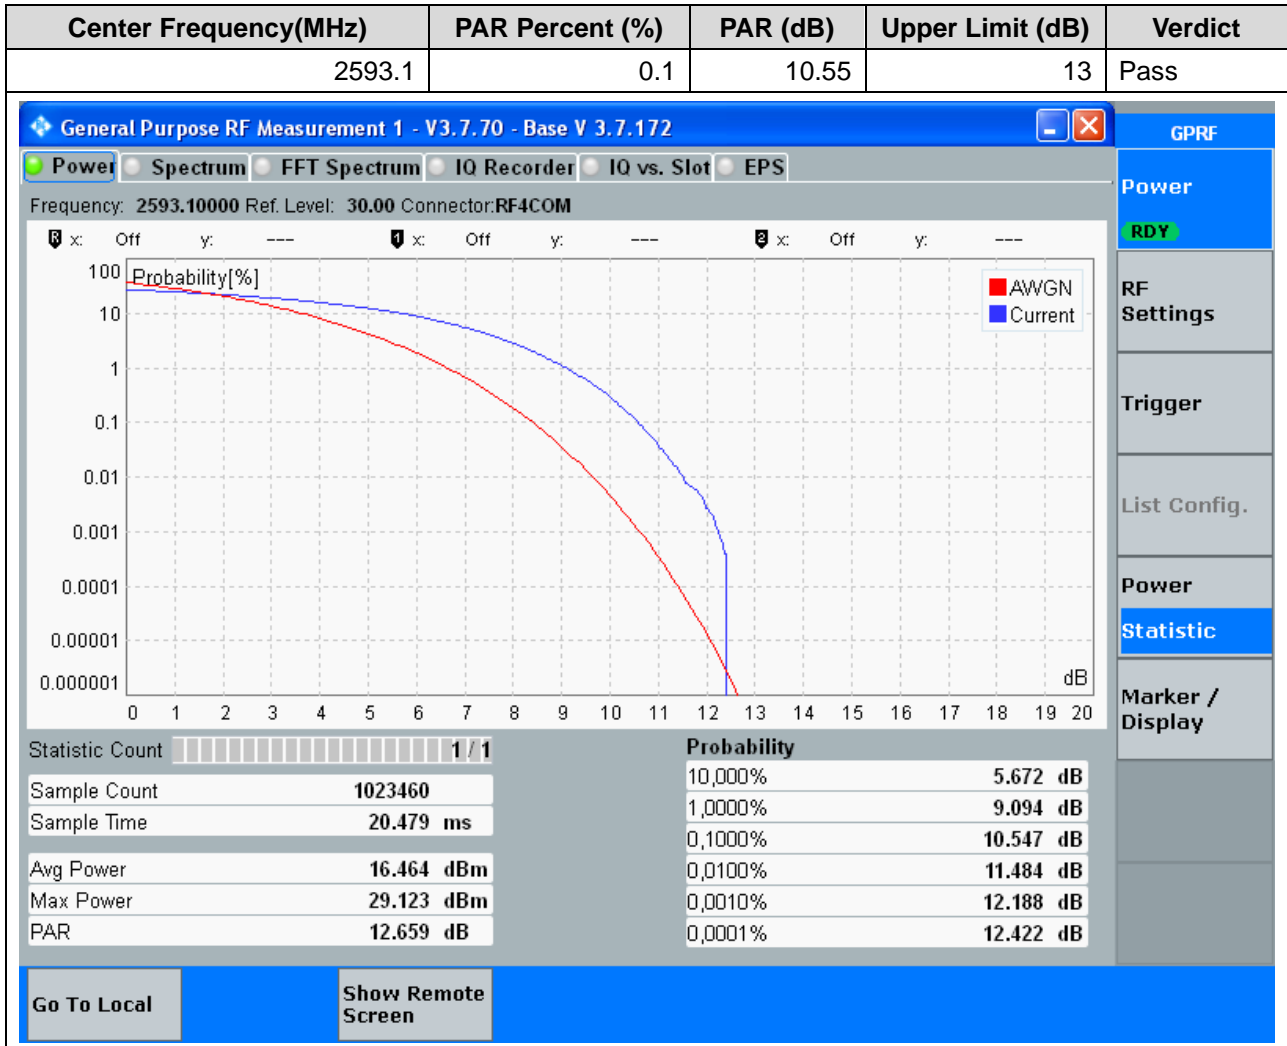 Center Frequency(MHz) PAR Percent (%) PAR (dB) Upper Limit (dB) Verdict
2593.1 0.1 10.55 13 Pass
General Purpose RF Measurement 1 - V3.7.70 - Base V 3.7.172
GPRF
Power Spectrum FFT Spectrum IQ Recorder IQ vs. Slot EPS
Frequency: 2593.10000 Ref. Level: 30.00 Connector:RF4COM
R x: Off y: --- 1 x: Off y: --- 2 x: Off y: ---
Probability[%]
100
10
1
0.1
0.01
0.001
0.0001
0.00001
0.000001
AWGN
Current
dB
0 1 2 3 4 5 6 7 8 9 10 11 12 13 14 15 16 17 18 19 20
Power
RDY
RF
Settings
Trigger
List Config.
Power
Statistic
Marker /
Display
Statistic Count 1 / 1
Sample Count 1023460
Sample Time 20.479 ms
Avg Power 16.464 dBm
Max Power 29.123 dBm
PAR 12.659 dB
Probability
10,000% 5.672 dB
1,0000% 9.094 dB
0,1000% 10.547 dB
0,0100% 11.484 dB
0,0010% 12.188 dB
0,0001% 12.422 dB
Go To Local
Show Remote
Screen